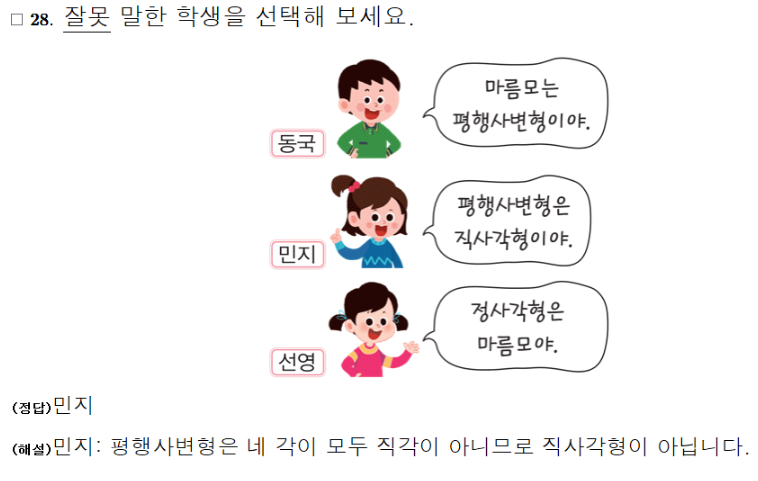 □ 28. 잘못 말한 학생을 선택해 보세요.
마름모는
평행사변형이야.
동국
평행사변형은
직사각형이야.
민지
정사각형은
마름모야.
선영
(정답)민지
(해설)민지: 평행사변형은 네 각이 모두 직각이 아니므로 직사각형이 아닙니다.